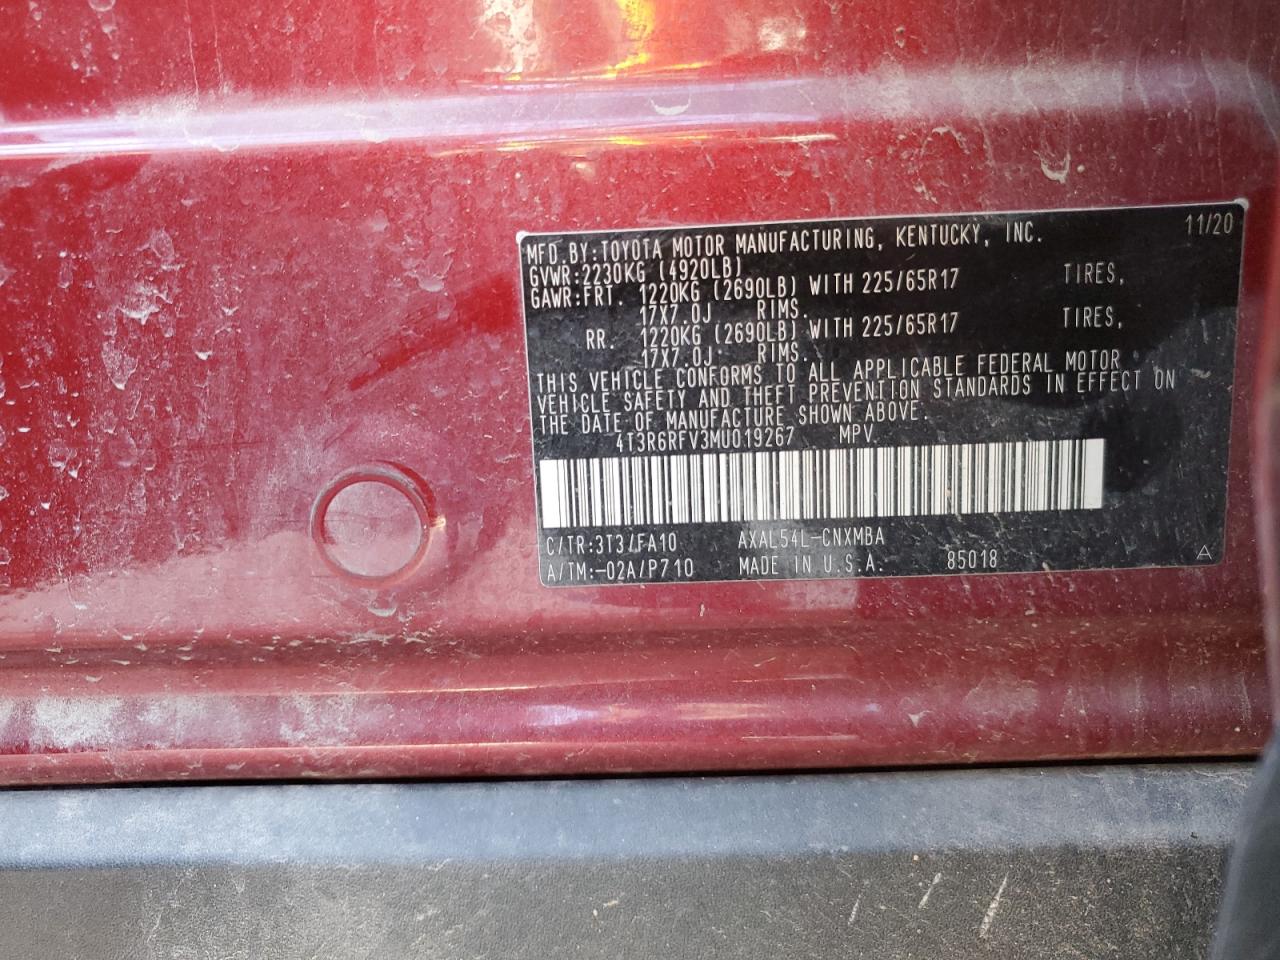 MFD.BY:TOYOTA MOTOR MANUFACTURING, KENTUCKY, INC. 11/20
GVWR:2230KG (4920LB)
GAWR:FRT. 1220KG (2690LB) WITH 225/65R17 TIRES,
17X7.0J RIMS.
RR. 1220KG (2690LB) WITH 225/65R17 TIRES,
17X7.0J RIMS.
THIS VEHICLE CONFORMS TO ALL APPLICABLE FEDERAL MOTOR
VEHICLE SAFETY AND THEFT PREVENTION STANDARDS IN EFFECT ON
THE DATE OF MANUFACTURE SHOWN ABOVE.
4T3R6RFV3MU019267 MPV
C/TR:3T3/FA10 AXAL54L-CNXMBA
A/TM:-02A/P710 MADE IN U.S.A. 85018